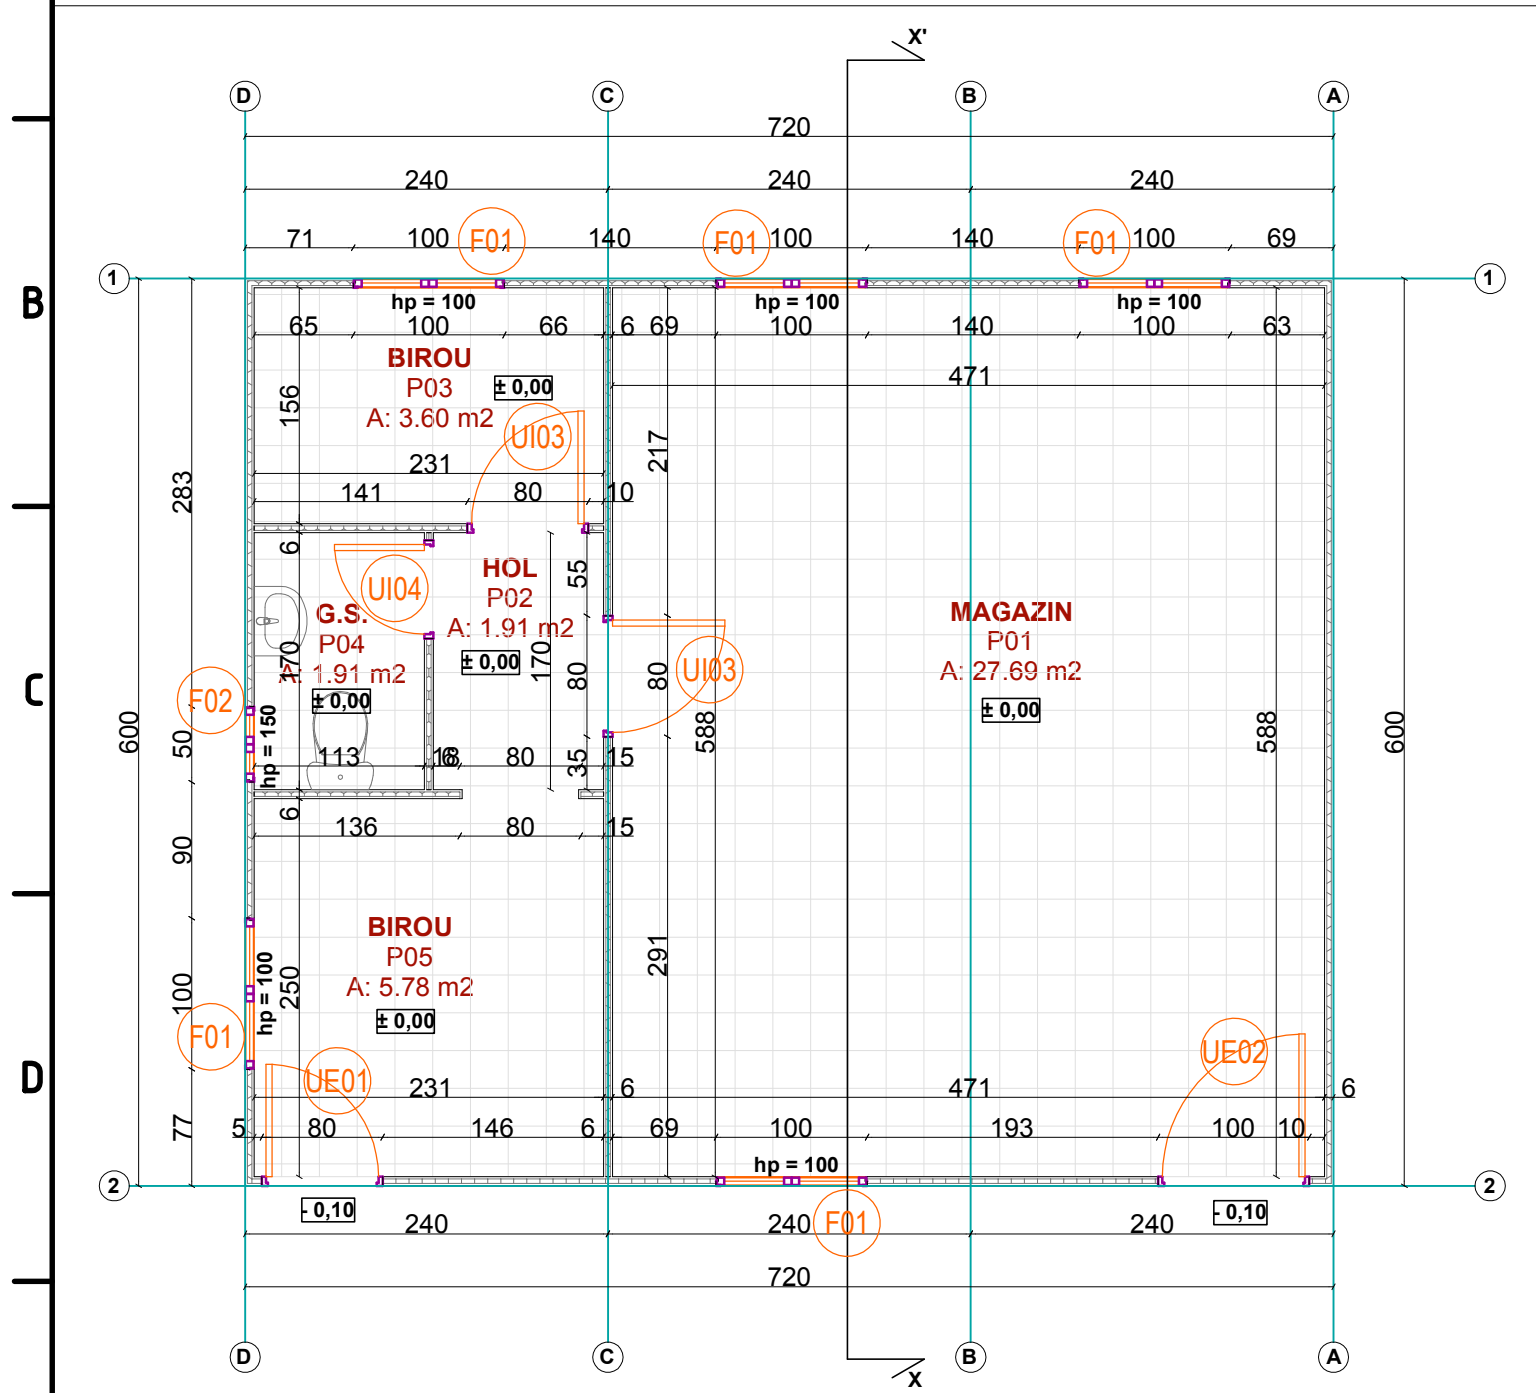 X'
D C B A
720
240 240 240
71 100 F01 140 F01 100 140 F01 100 69
1 1
B
hp = 100 hp = 100 hp = 100
65 100 66 6 69 100 140 100 63
BIROU
P03
A: 3.60 m2
± 0,00
471
156
UI03
217
231
141 80 10
283
6
UI04
HOL
P02
A: 1.91 m2
± 0,00
55
G.S.
P04
A: 1.91 m2
± 0,00
170
170
80
80
UI03
MAGAZIN
P01
A: 27.69 m2
± 0,00
C
F02
600
50
hp = 150
588
588
600
113 6 18 80 35 15
6
136 80 15
90
BIROU
P05
A: 5.78 m2
± 0,00
291
100
hp = 100
250
F01
D
UE01
UE02
231 6 471 6
77
5 80 146 6 69 100 193 100 10
hp = 100
2 2
- 0,10
- 0,10
F01
240 240 240
720
D C B A
X